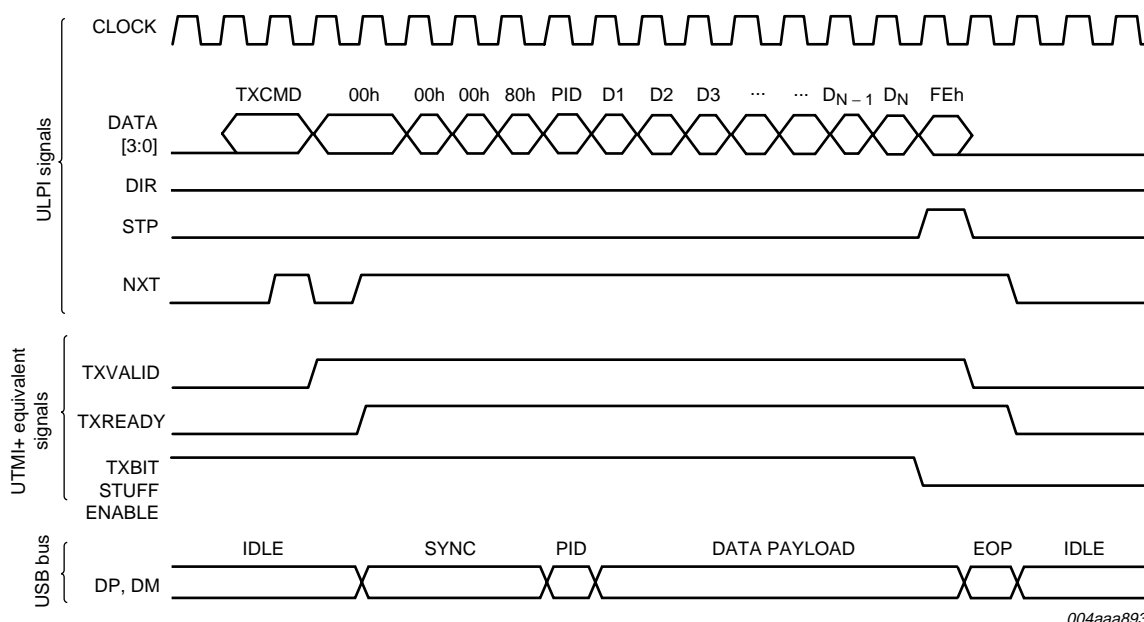 ULPI signals
CLOCK
TXCMD 00h 00h 00h 80h PID D1 D2 D3 ... ... DN – 1 DN FEh
DATA
[3:0]
DIR
STP
NXT
UTMI+ equivalent
signals
TXVALID
TXREADY
TXBIT
STUFF
ENABLE
USB bus
IDLE SYNC PID DATA PAYLOAD EOP IDLE
DP, DM
004aaa893